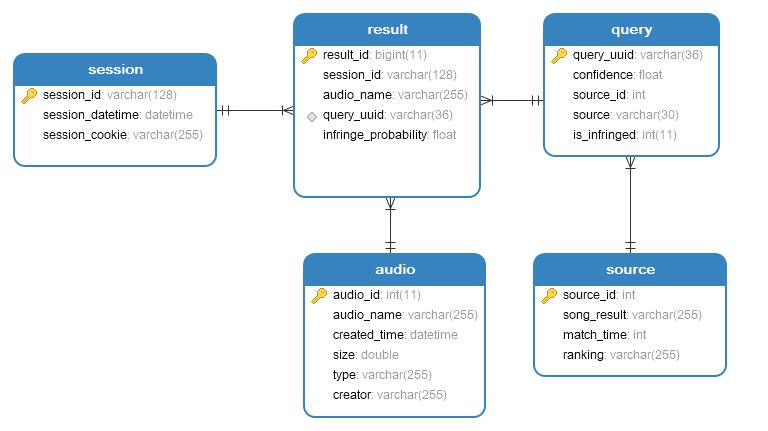 session
session_id: varchar(128)
session_datetime: datetime
session_cookie: varchar(255)
result
result_id: bigint(11)
session_id: varchar(128)
audio_name: varchar(255)
query_uuid: varchar(36)
infringe_probability: float
query
query_uuid: varchar(36)
confidence: float
source_id: int
source: varchar(30)
is_infringed: int(11)
audio
audio_id: int(11)
audio_name: varchar(255)
created_time: datetime
size: double
type: varchar(255)
creator: varchar(255)
source
source_id: int
song_result: varchar(255)
match_time: int
ranking: varchar(255)